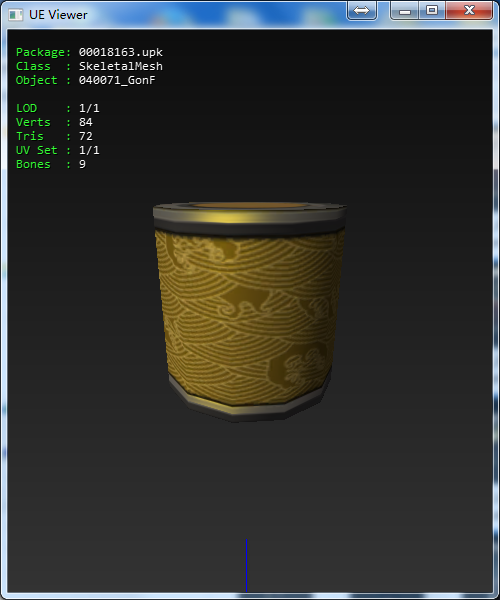 UE Viewer
Package: 00018163.upk
Class : SkeletalMesh
Object : 040071_GonF
LOD : 1/1
Verts : 84
Tris : 72
UV Set : 1/1
Bones : 9